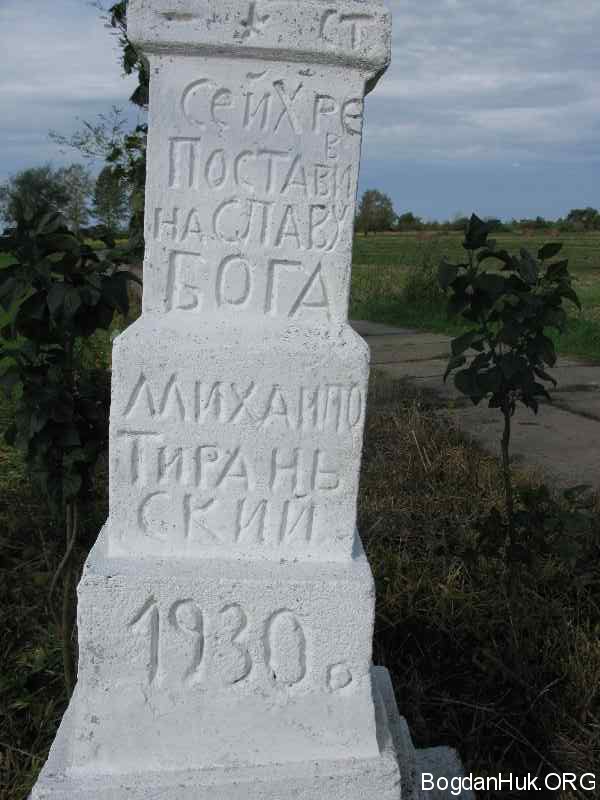 СТ
СЕЙ ХРЕ
В
ПОСТАВИ
НА СЛАВУ
БОГА
МИХАИЛО
ТИРАНЬ
СКИЙ
1930. о
BogdanHuk.ORG